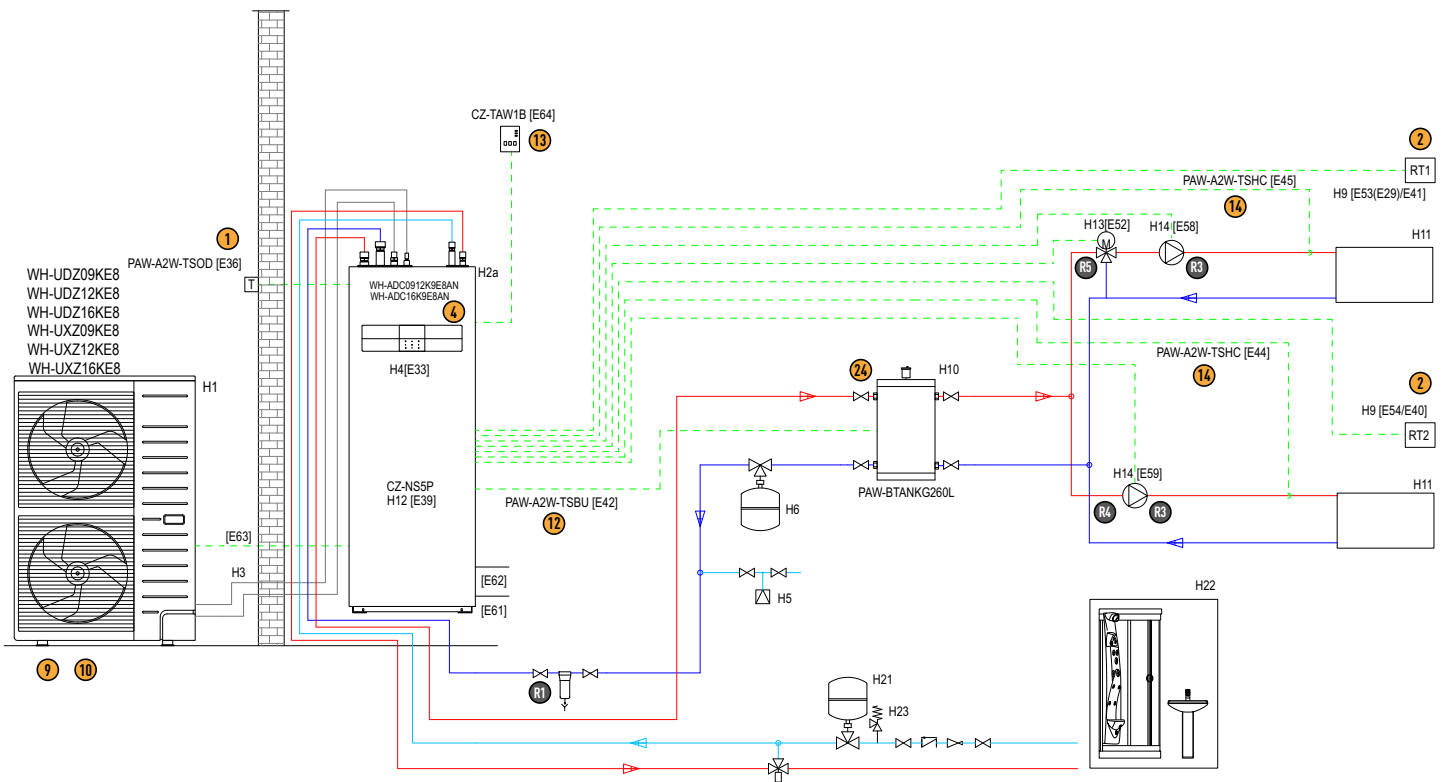 CZ-TAW1B [E64]
13
2
RT1
PAW-A2W-TSHC [E45]
14
H9 [E53(E29)/E41]
1
PAW-A2W-TSOD [E36]
T
H13[E52]
M
H14 [E58]
R5
R3
H11
H2a
WH-UDZ09KE8
WH-UDZ12KE8
WH-UDZ16KE8
WH-UXZ09KE8
WH-UXZ12KE8
WH-UXZ16KE8
WH-ADC0912K9E8AN
WH-ADC16K9E8AN
4
H4[E33]
H1
PAW-A2W-TSHC [E44]
14
24
H10
2
H9 [E54/E40]
RT2
CZ-NS5P
H12 [E39]
PAW-A2W-TSBU [E42]
12
PAW-BTANKG260L
H6
H14 [E59]
R4
R3
H11
[E63]
H3
[E62]
[E61]
H5
H22
9
10
R1
H21
H23